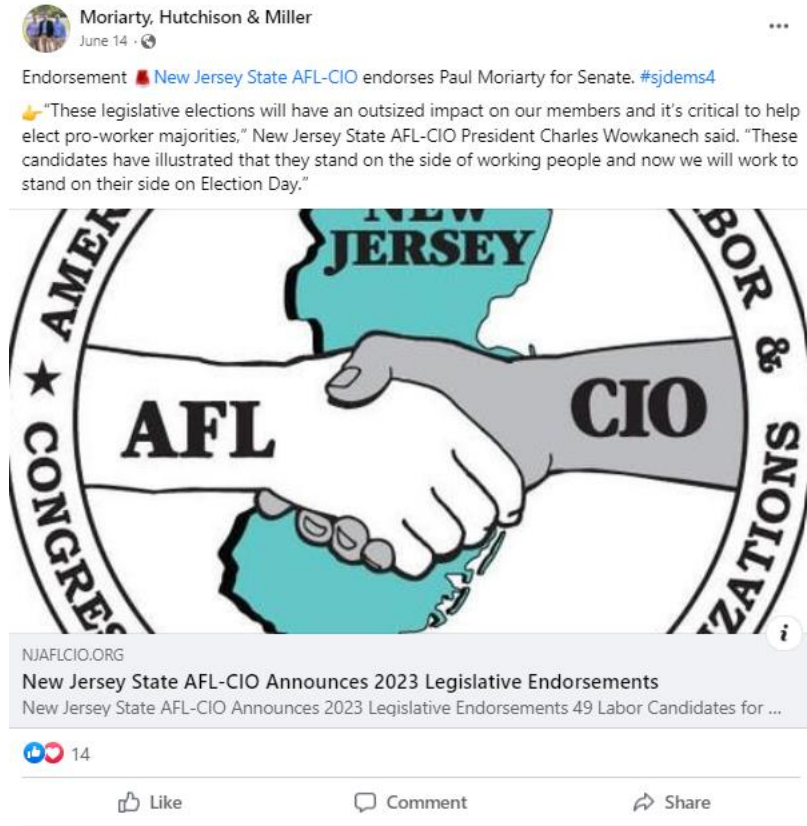 Moriarty, Hutchison & Miller
June 14 ·
Endorsement New Jersey State AFL-CIO endorses Paul Moriarty for Senate. #sjdems4
"These legislative elections will have an outsized impact on our members and it's critical to help
elect pro-worker majorities," New Jersey State AFL-CIO President Charles Wowkanech said. "These
candidates have illustrated that they stand on the side of working people and now we will work to
stand on their side on Election Day."
NEW
JERSEY
AMER
BOR &
AFL
CIO
★ CONGRES
IZATIONS
NJAFLCIO.ORG
New Jersey State AFL-CIO Announces 2023 Legislative Endorsements
New Jersey State AFL-CIO Announces 2023 Legislative Endorsements 49 Labor Candidates for ...
14
Like
Comment
Share